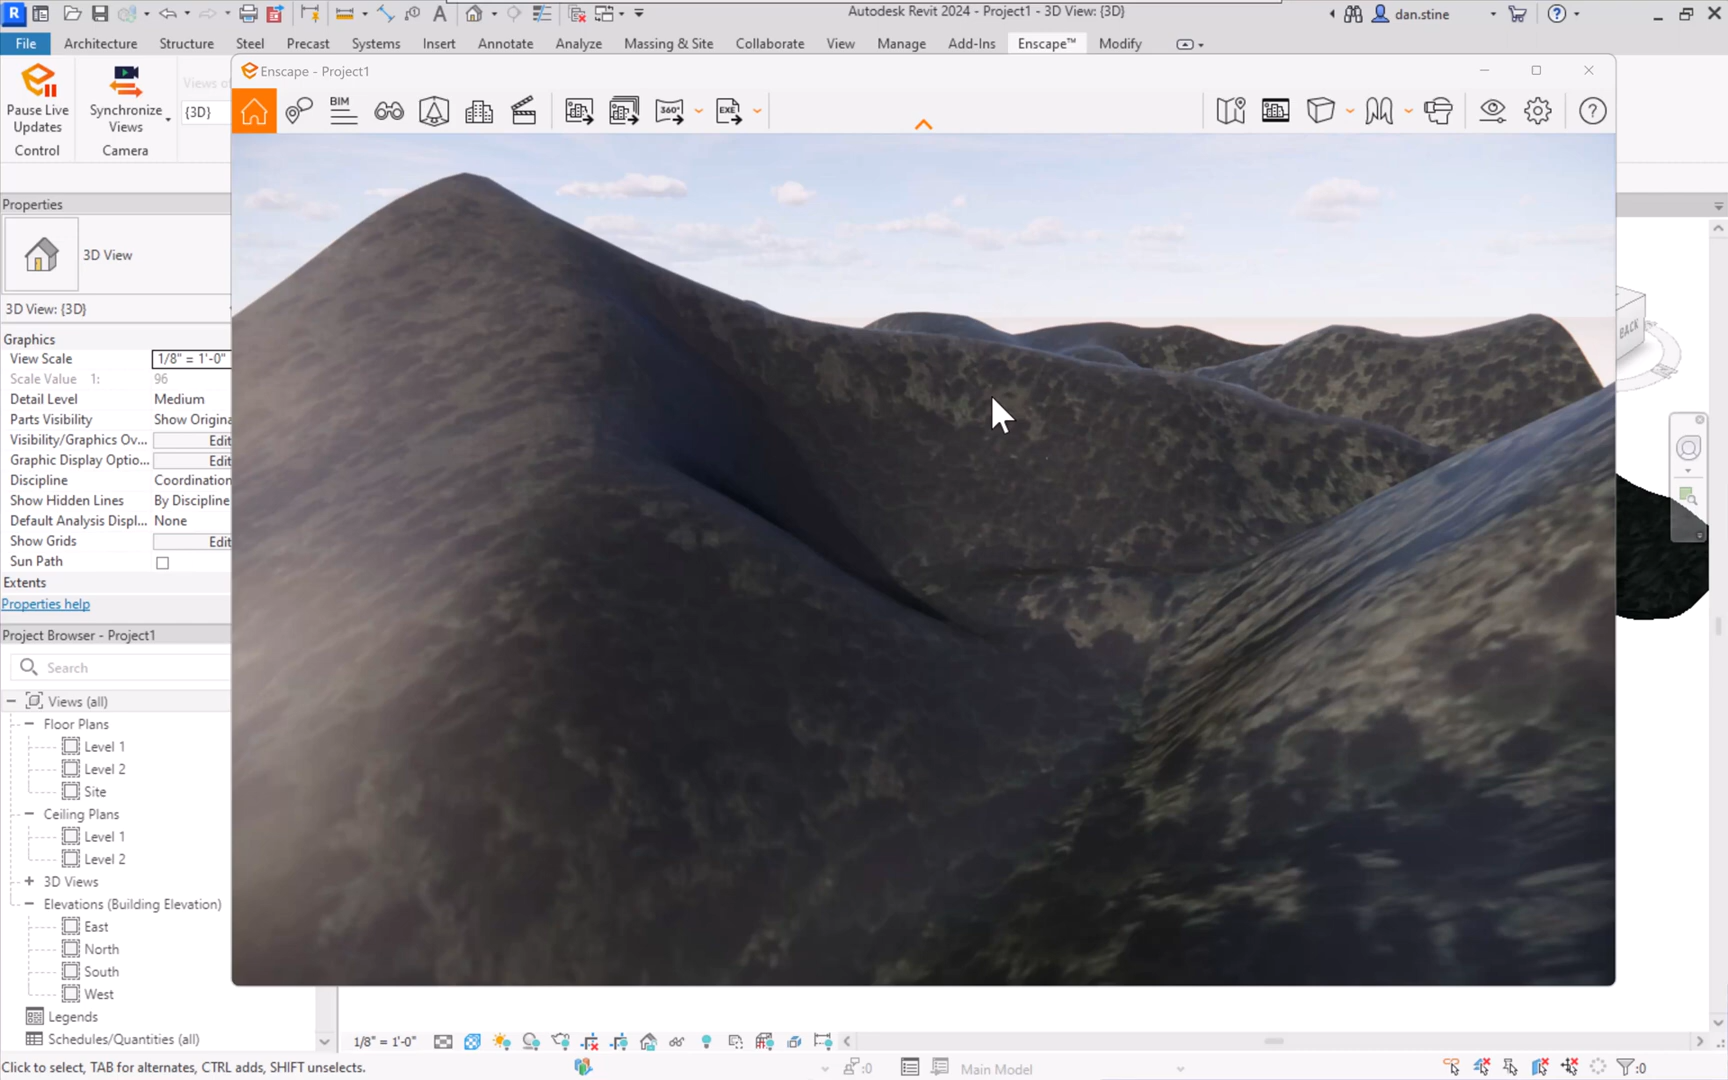 R
A
Autodesk Revit 2024 - Project1 - 3D View: {3D}
dan.stine
File
Architecture
Structure
Steel
Precast
Systems
Insert
Annotate
Analyze
Massing & Site
Collaborate
View
Manage
Add-Ins
Enscape™
Modify
Pause Live
Updates
Control
Synchronize
Views
Camera
Views of
{3D}
Enscape - Project1
BIM
360°
EXE
?
Properties
3D View
3D View: {3D}
Graphics
View Scale
1/8" = 1'-0"
Scale Value 1:
96
Detail Level
Medium
Parts Visibility
Show Origina
Visibility/Graphics Ov...
Edit
Graphic Display Optio...
Edit
Discipline
Coordination
Show Hidden Lines
By Discipline
Default Analysis Displ...
None
Show Grids
Edit
Sun Path
Extents
Properties help
Project Browser - Project1
Search
Views (all)
Floor Plans
Level 1
Level 2
Site
Ceiling Plans
Level 1
Level 2
3D Views
Elevations (Building Elevation)
East
North
South
West
Legends
Schedules/Quantities (all)
BACK
1/8" = 1'-0"
Click to select, TAB for alternates, CTRL adds, SHIFT unselects.
:0
Main Model
:0